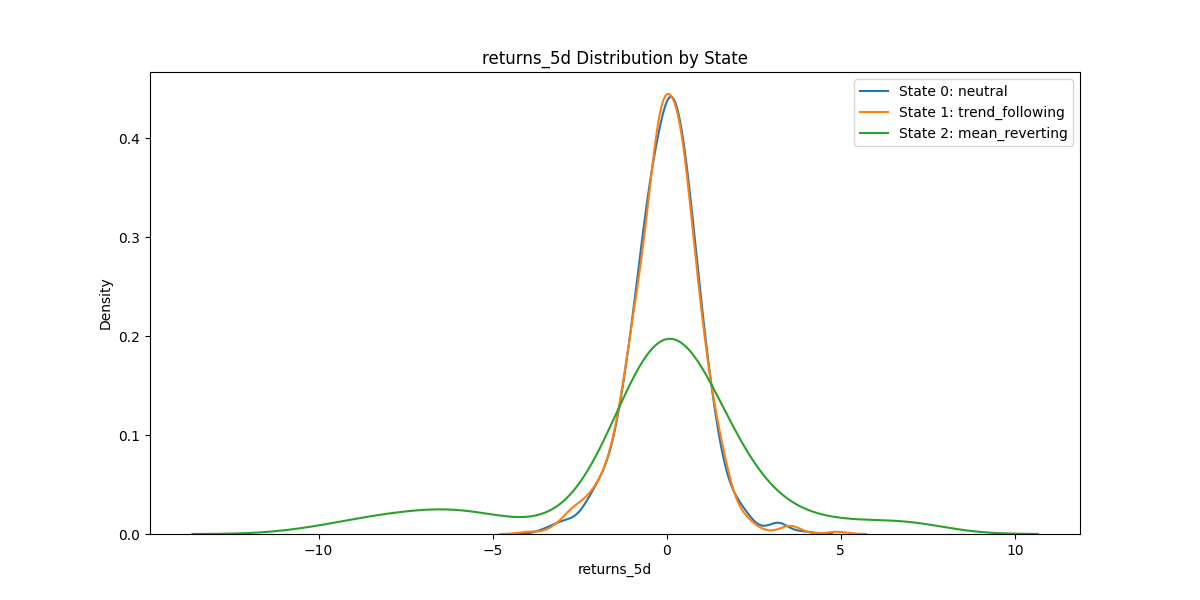 returns_5d Distribution by State
State 0: neutral
State 1: trend_following
State 2: mean_reverting
Density
0.4
0.3
0.2
0.1
0.0
−10
−5
0
5
10
returns_5d